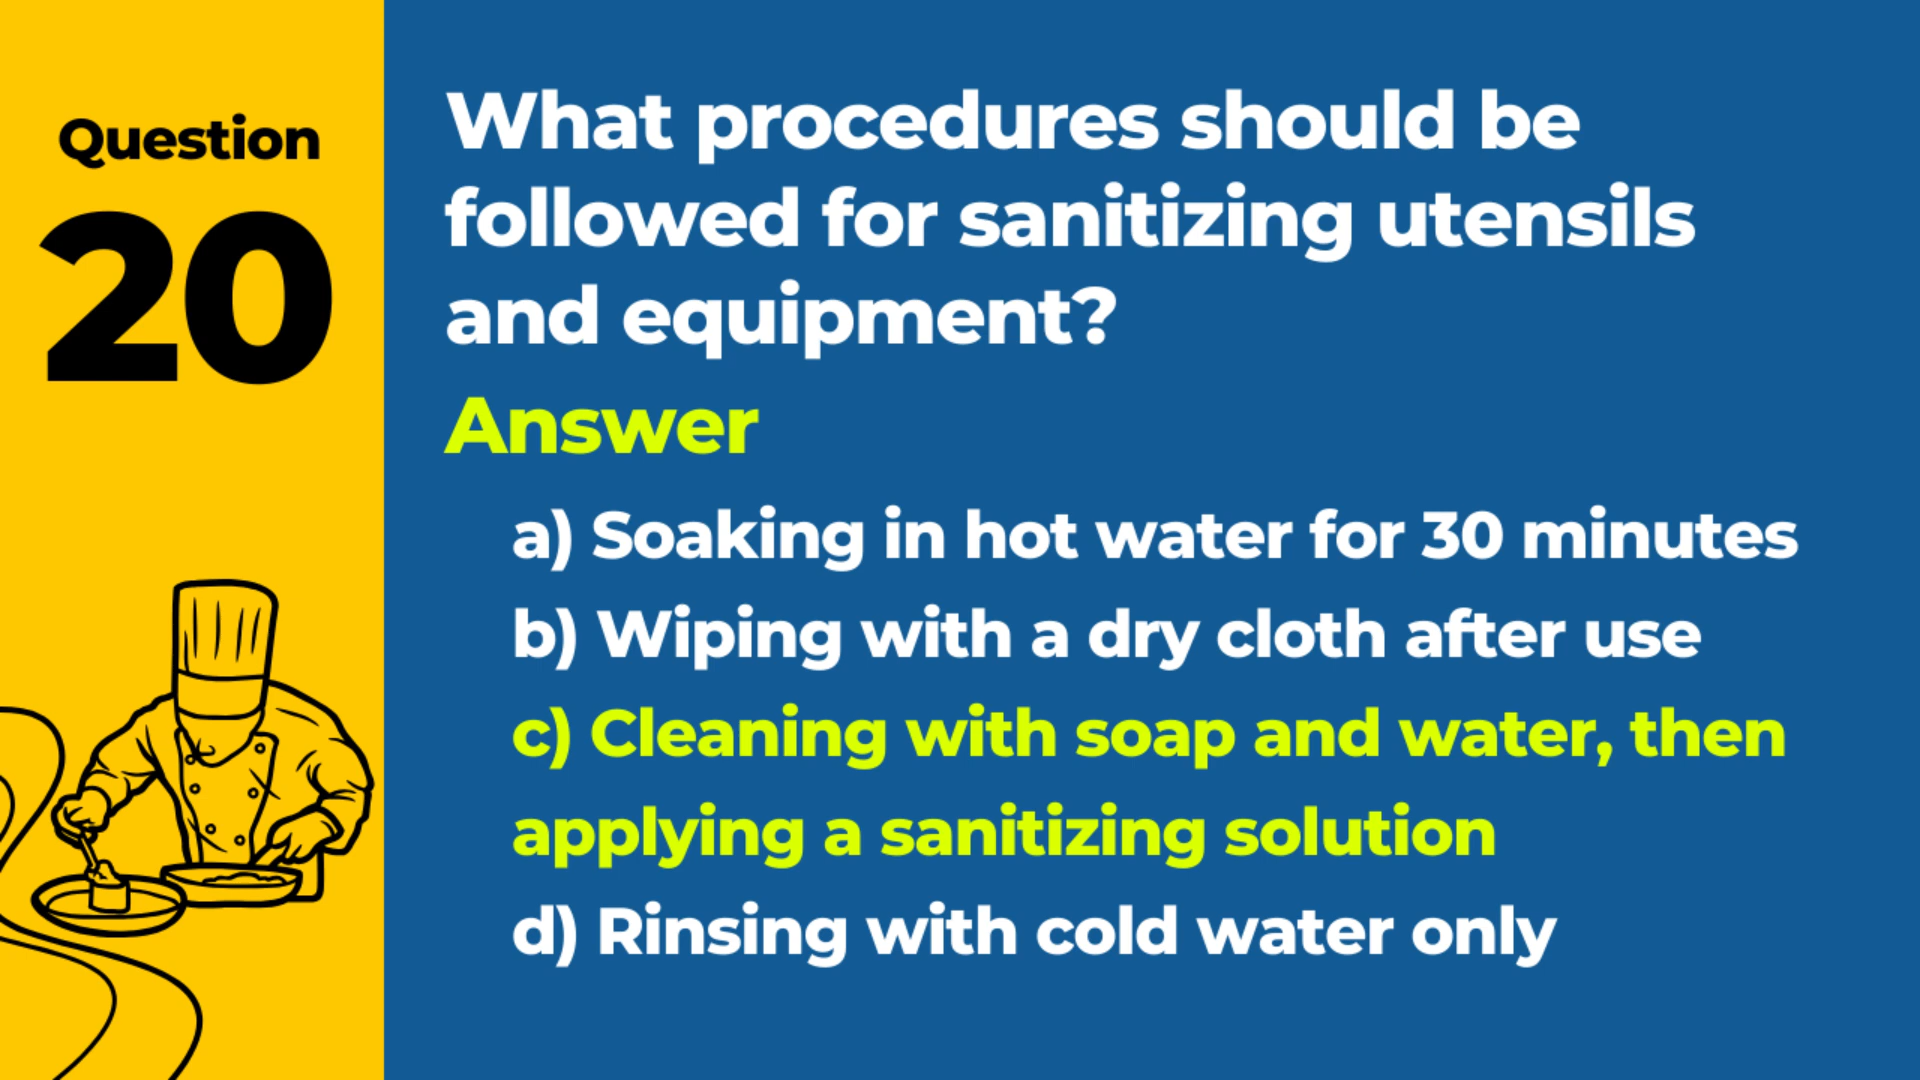 Question
20
What procedures should be
followed for sanitizing utensils
and equipment?
Answer
a) Soaking in hot water for 30 minutes
b) Wiping with a dry cloth after use
c) Cleaning with soap and water, then
applying a sanitizing solution
d) Rinsing with cold water only